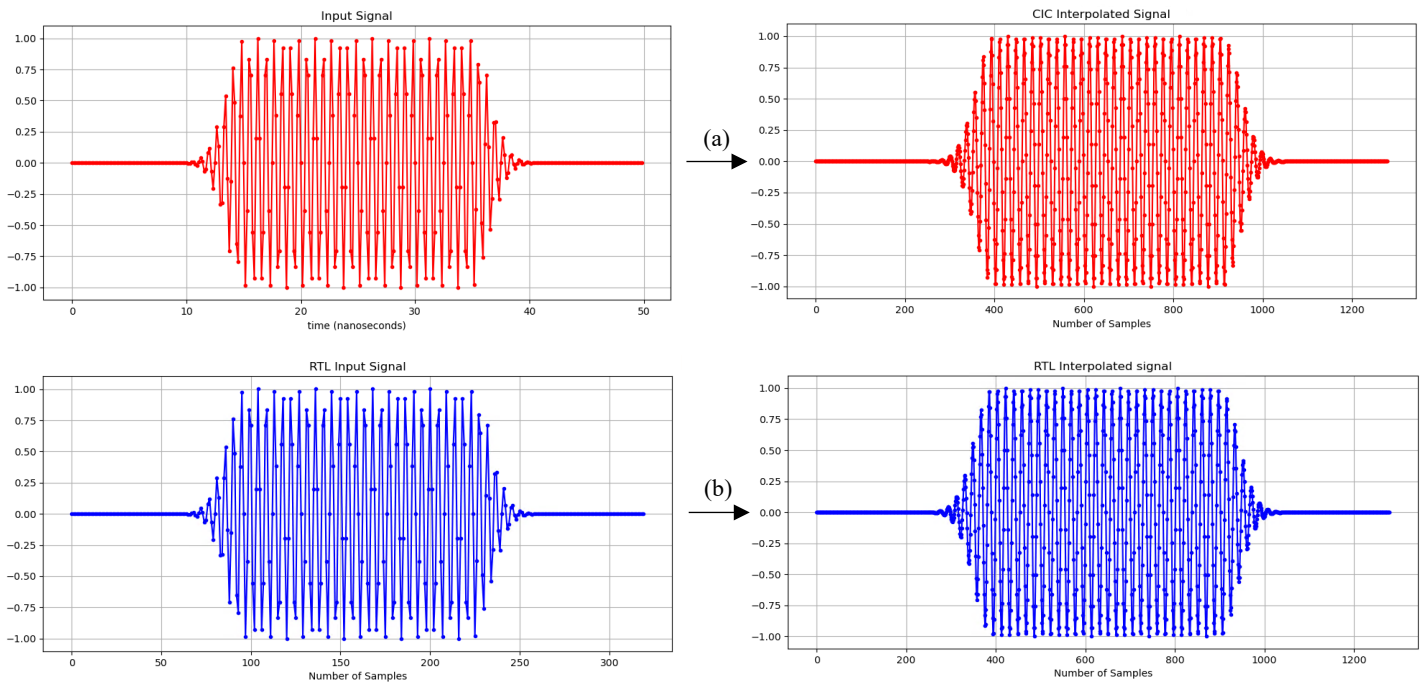 Input Signal
1.00
0.75
0.50
0.25
0.00
−0.25
−0.50
−0.75
−1.00
0 10 20 30 40 50
time (nanoseconds)
(a)
CIC Interpolated Signal
1.00
0.75
0.50
0.25
0.00
−0.25
−0.50
−0.75
−1.00
0 200 400 600 800 1000 1200
Number of Samples
RTL Input Signal
1.00
0.75
0.50
0.25
0.00
−0.25
−0.50
−0.75
−1.00
0 50 100 150 200 250 300
Number of Samples
(b)
RTL Interpolated signal
1.00
0.75
0.50
0.25
0.00
−0.25
−0.50
−0.75
−1.00
0 200 400 600 800 1000 1200
Number of Samples